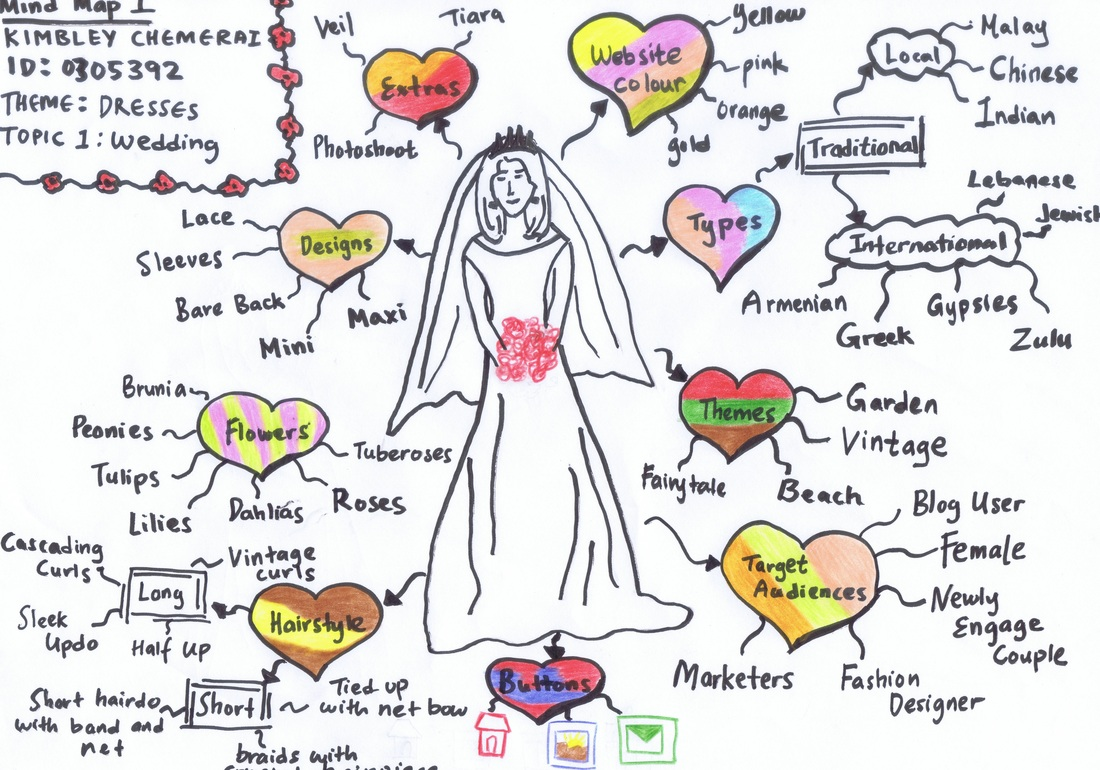 Mind Map 1
KIMBLEY CHEMERAI
ID: 0305392
THEME: DRESSES
TOPIC 1: Wedding
Extras
Veil
Tiara
Photoshoot
Website
Colour
Yellow
pink
orange
gold
Types
Traditional
Local
Malay
Chinese
Indian
International
Lebanese
Jewish
Armenian
Greek
Gypsies
Zulu
Designs
Lace
Sleeves
Bare Back
Mini
Maxi
Themes
Garden
Vintage
Fairytale
Beach
Flowers
Brunia
Peonies
Tulips
Lilies
Dahlias
Roses
Tuberoses
Target
Audiences
Blog User
Female
Newly
Engage
Couple
Marketers
Fashion
Designer
Hairstyle
Long
Cascading
Curls
Vintage
curls
Sleek
Updo
Half Up
Short
Short hairdo
with band and
net
Tied up
with net bow
braids with
Buttons